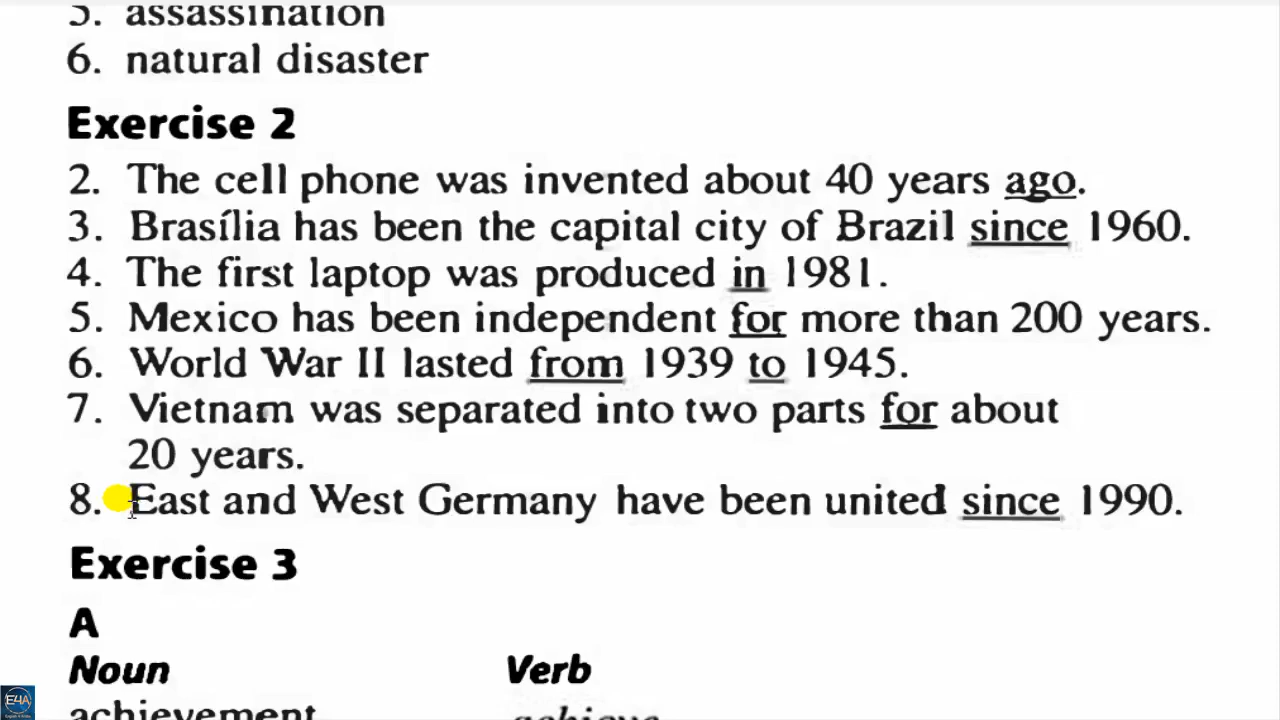 5. assassination
6. natural disaster
Exercise 2
2. The cell phone was invented about 40 years ago.
3. Brasília has been the capital city of Brazil since 1960.
4. The first laptop was produced in 1981.
5. Mexico has been independent for more than 200 years.
6. World War II lasted from 1939 to 1945.
7. Vietnam was separated into two parts for about
20 years.
8. East and West Germany have been united since 1990.
Exercise 3
A
Noun Verb
achievement achieve
E4A